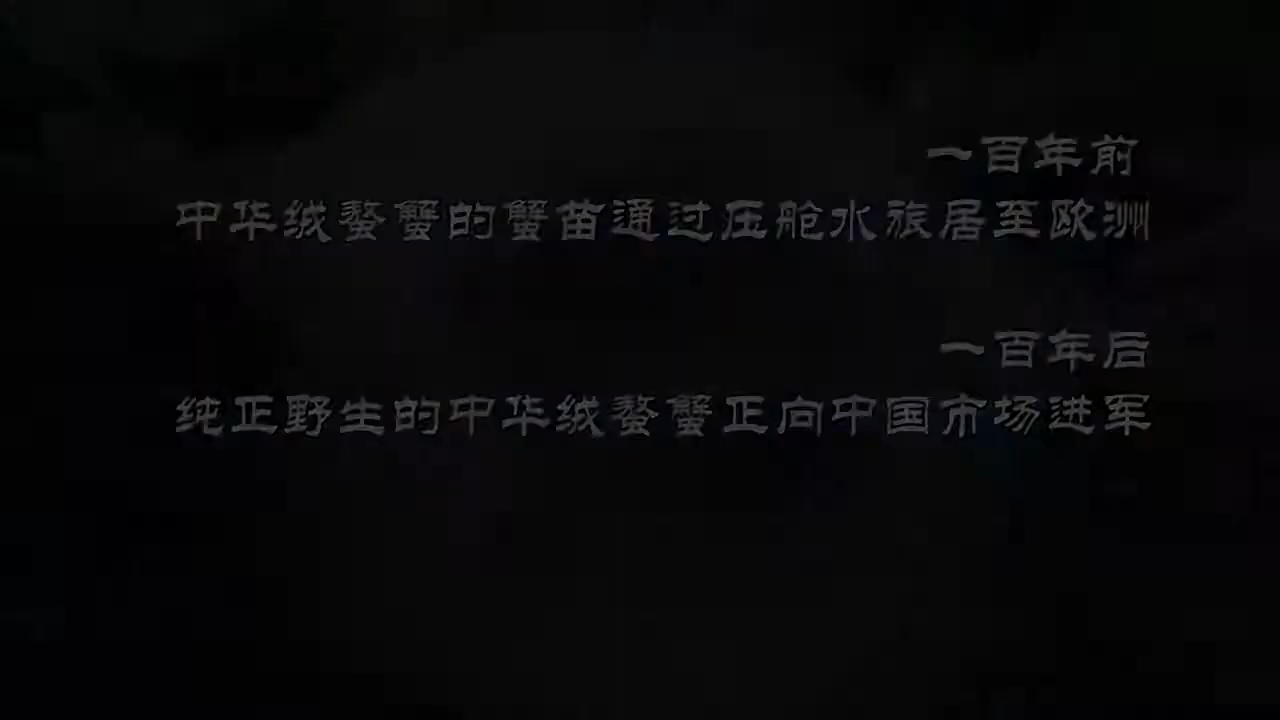 一百年前
中华绒螯蟹的蟹苗通过压舱水旅居至欧洲
一百年后
纯正野生的中华绒螯蟹正向中国市场进军